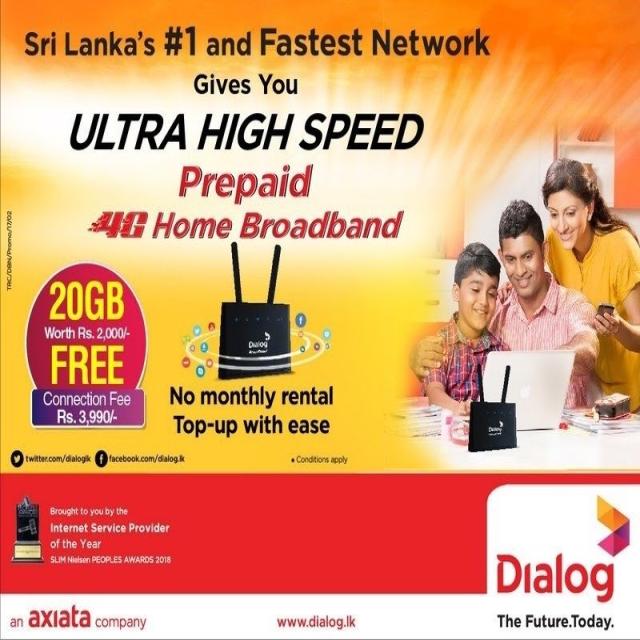 Sri Lanka's #1 and Fastest Network
Gives You
ULTRA HIGH SPEED
Prepaid
4G Home Broadband
TRC/DBN/Promo/17/02
20GB
Worth Rs. 2,000/-
FREE
Connection Fee
Rs. 3,990/-
Dialog
No monthly rental
Top-up with ease
Dialog
twitter.com/dialoglk facebook.com/dialog.lk
• Conditions apply
Brought to you by the
Internet Service Provider
of the Year
SLIM Nielsen PEOPLES AWARDS 2018
Dialog
an axiata company
www.dialog.lk
The Future.Today.